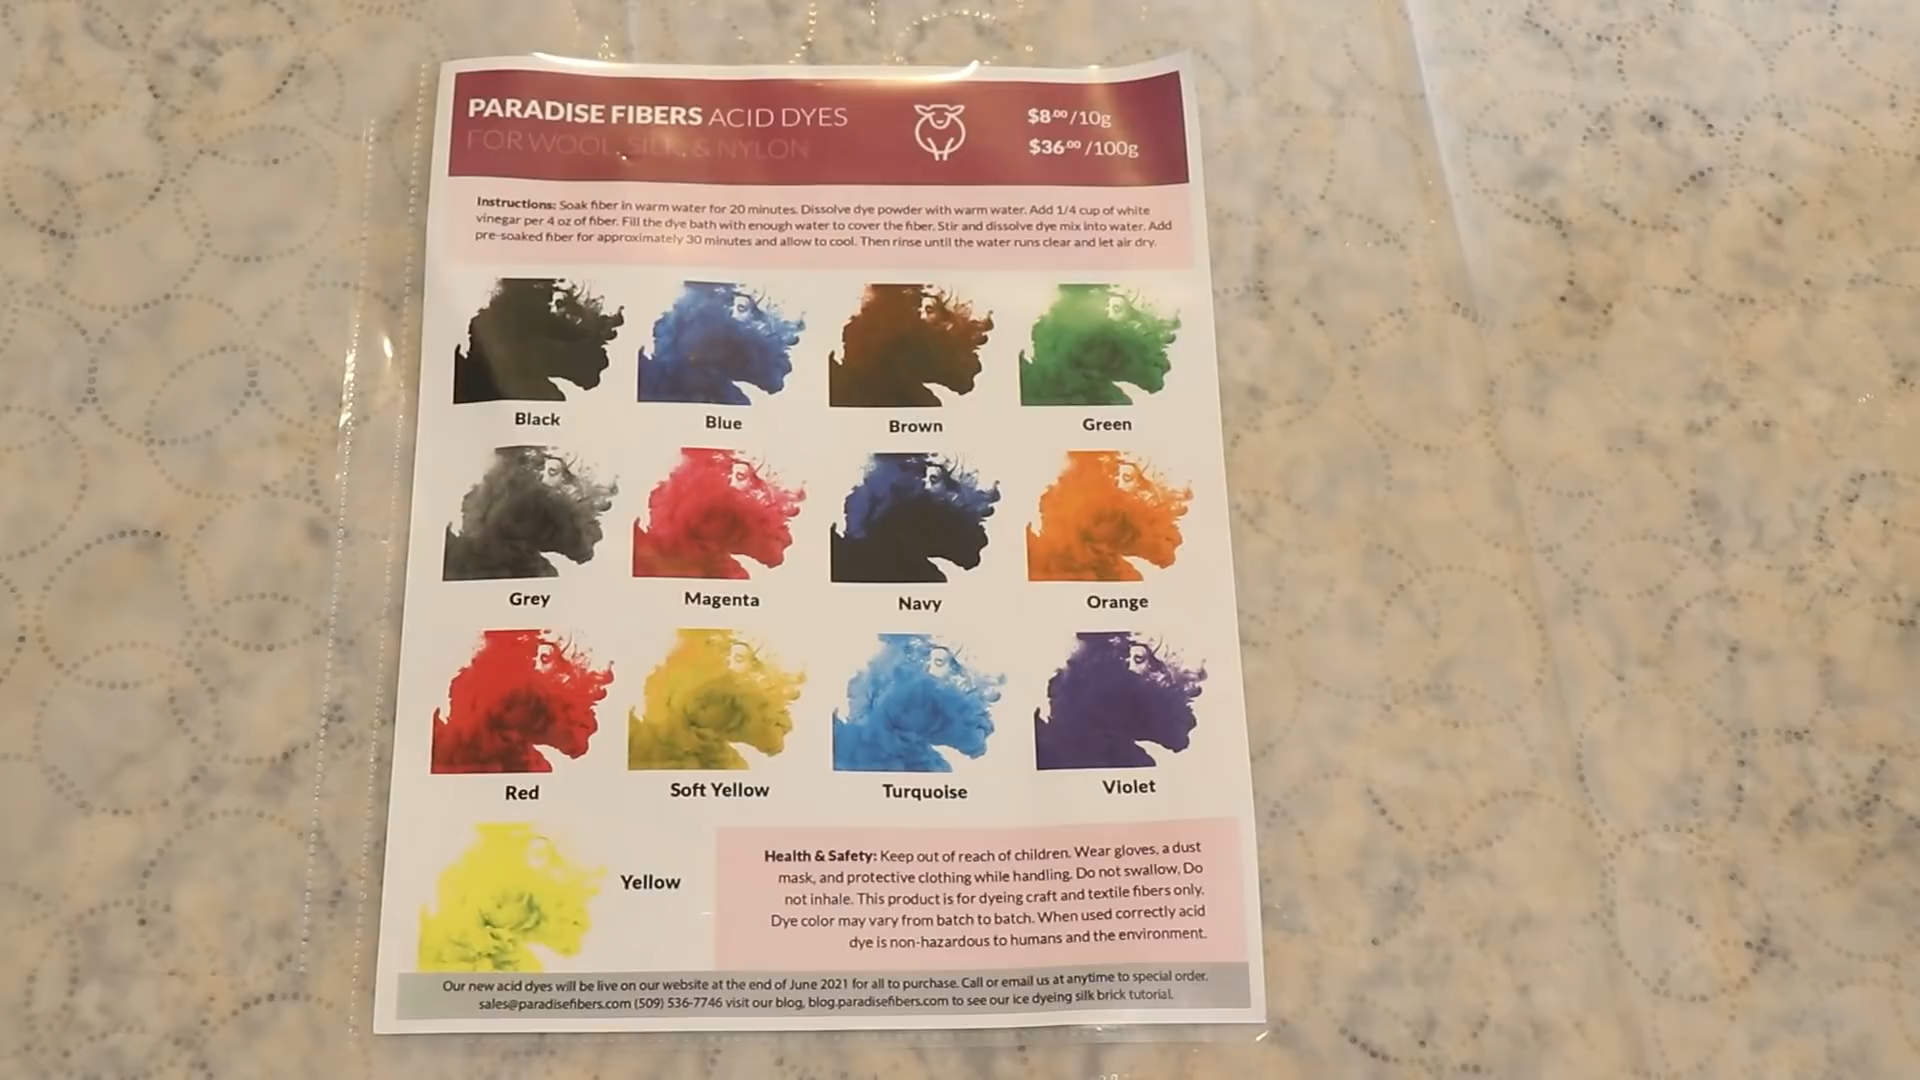 PARADISE FIBERS ACID DYES
FOR WOOL, SILK, & NYLON
$8.00/10g
$36.00/100g
Instructions: Soak fiber in warm water for 20 minutes. Dissolve dye powder with warm water. Add 1/4 cup of white
vinegar per 4 oz of fiber. Fill the dye bath with enough water to cover the fiber. Stir and dissolve dye mix into water. Add
pre-soaked fiber for approximately 30 minutes and allow to cool. Then rinse until the water runs clear and let air dry.
Black
Blue
Brown
Green
Grey
Magenta
Navy
Orange
Red
Soft Yellow
Turquoise
Violet
Yellow
Health & Safety: Keep out of reach of children. Wear gloves, a dust
mask, and protective clothing while handling. Do not swallow, Do
not inhale. This product is for dyeing craft and textile fibers only.
Dye color may vary from batch to batch. When used correctly acid
dye is non-hazardous to humans and the environment.
Our new acid dyes will be live on our website at the end of June 2021 for all to purchase. Call or email us at anytime to special order.
sales@paradisefibers.com (509) 536-7746 visit our blog, blog.paradisefibers.com to see our ice dyeing silk brick tutorial.